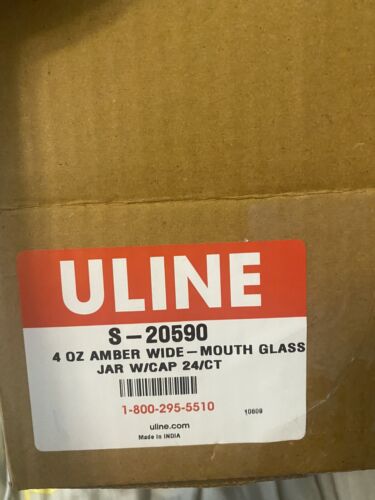 ULINE
S-20590
4 OZ AMBER WIDE-MOUTH GLASS
JAR W/CAP 24/CT
1-800-295-5510 10609
uline.com
Made in INDIA